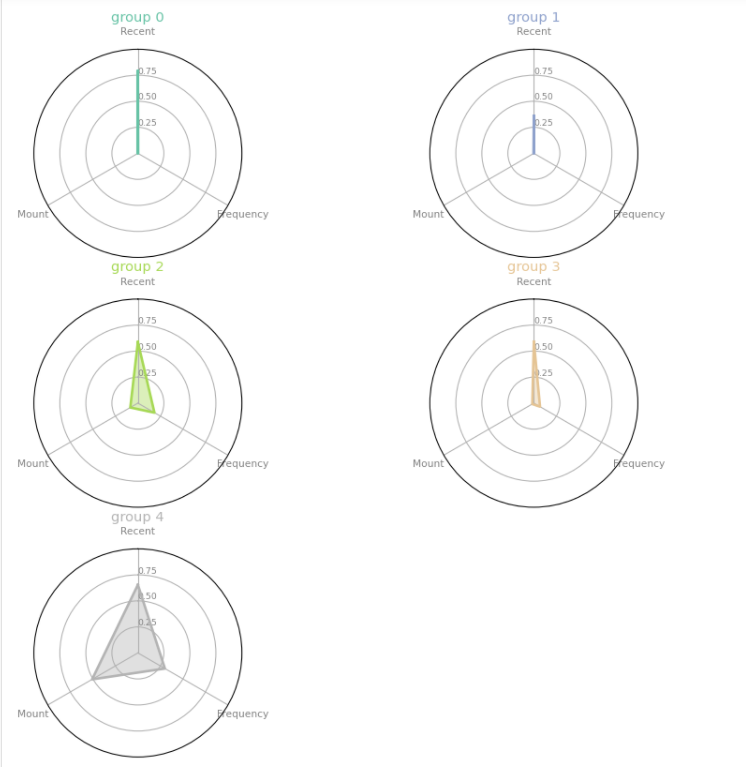 group 0
Recent
0.75
0.50
0.25
Mount
Frequency
group 1
Recent
0.75
0.50
0.25
Mount
Frequency
group 2
Recent
0.75
0.50
0.25
Mount
Frequency
group 3
Recent
0.75
0.50
0.25
Mount
Frequency
group 4
Recent
0.75
0.50
0.25
Mount
Frequency